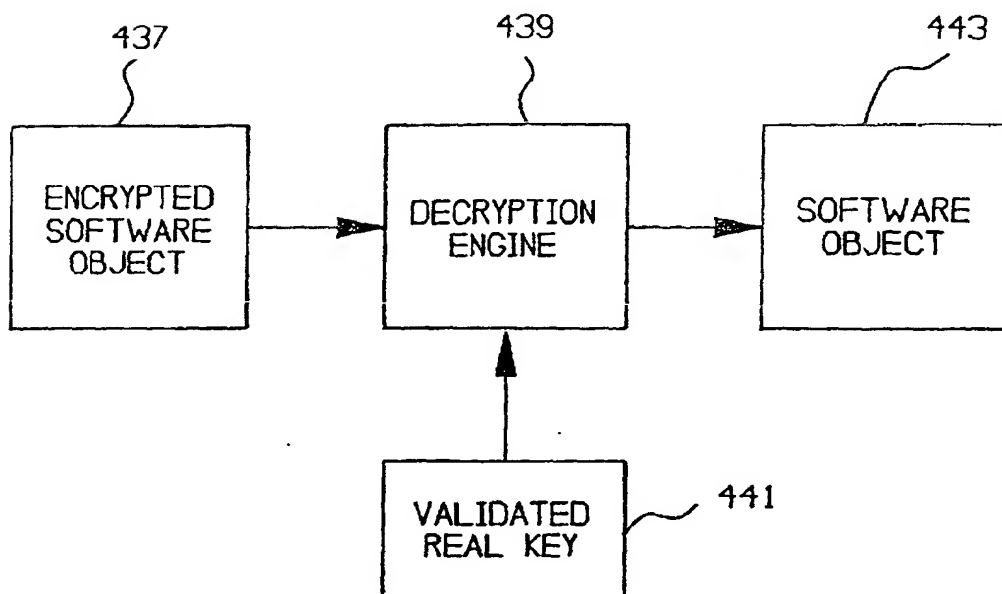 437
439
443
ENCRYPTED
SOFTWARE
OBJECT
DECRYPTION
ENGINE
SOFTWARE
OBJECT
VALIDATED
REAL KEY
441